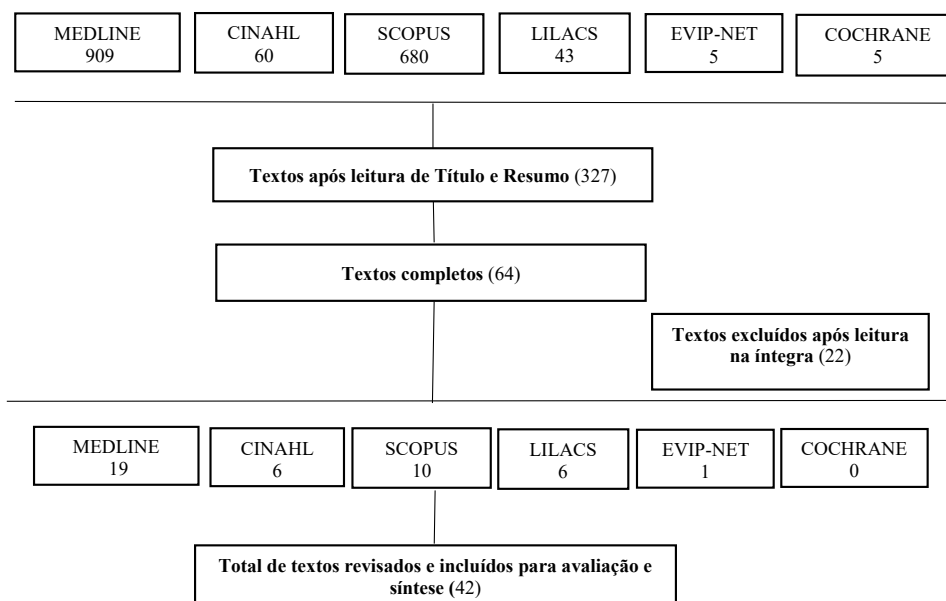 MEDLINE
909
CINAHL
60
SCOPUS
680
LILACS
43
EVIP-NET
5
COCHRANE
5
Textos após leitura de Título e Resumo (327)
Textos completos (64)
Textos excluídos após leitura
na íntegra (22)
MEDLINE
19
CINAHL
6
SCOPUS
10
LILACS
6
EVIP-NET
1
COCHRANE
0
Total de textos revisados e incluídos para avaliação e
síntese (42)